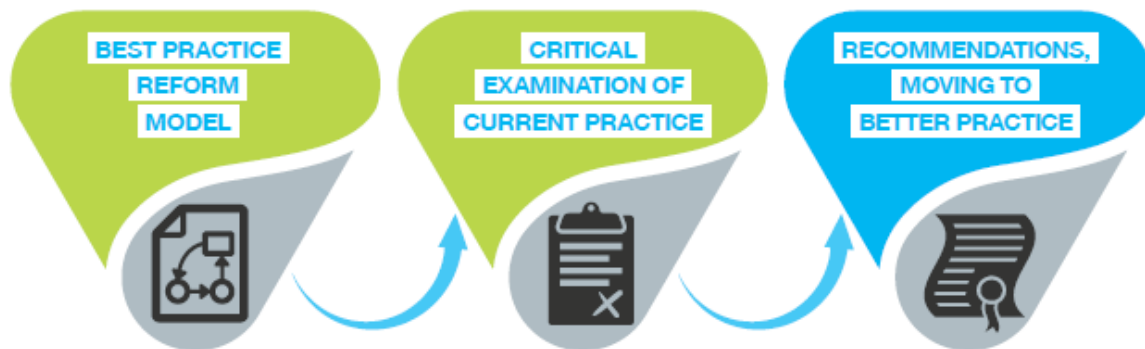 BEST PRACTICE
REFORM
MODEL
CRITICAL
EXAMINATION OF
CURRENT PRACTICE
RECOMMENDATIONS,
MOVING TO
BETTER PRACTICE